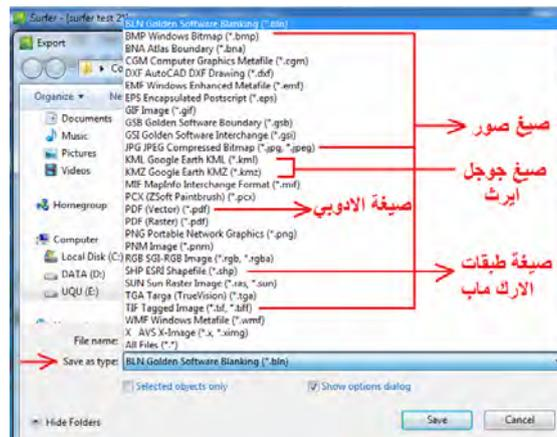 Surfer - [surfer test 2
Export
Co
Organize
Ne
Documents
Music
Pictures
Videos
Homegroup
Computer
Local Disk (C:)
DATA (D:)
UQU (E:)
BLN Golden Software Blanking (*.bln)
BMP Windows Bitmap (*.bmp)
BNA Atlas Boundary (*.bna)
CGM Computer Graphics Metafile (*.cgm)
DXF AutoCAD DXF Drawing (*.dxf)
EMF Windows Enhanced Metafile (*.emf)
EPS Encapsulated Postscript (*.eps)
GIF Image (*.gif)
GSB Golden Software Boundary (*.gsb)
GSI Golden Software Interchange (*.gsi)
JPG JPEG Compressed Bitmap (*.jpg, *.jpeg)
KML Google Earth KML (*.kml)
KMZ Google Earth KMZ (*.kmz)
MIF MapInfo Interchange Format (*.mif)
PCX (ZSoft Paintbrush) (*.pcx)
PDF (Vector) (*.pdf)
PDF (Raster) (*.pdf)
PNG Portable Network Graphics (*.png)
PNM Image (*.pnm)
RGB SGI-RGB Image (*.rgb, *.rgba)
SHP ESRI Shapefile (*.shp)
SUN Sun Raster Image (*.ras, *.sun)
TGA Targa (TrueVision) (*.tga)
TIF Tagged Image (*.tif, *.tiff)
WMF Windows Metafile (*.wmf)
X AVS X-Image (*.x, *.ximg)
All Files (*.*)
صيغ صور
صيغ جوجل
ايرث
صيغة الادوبي
صيغة طبقات
الارك ماب
File name:
Save as type:
BLN Golden Software Blanking (*.bln)
Selected objects only
Show options dialog
Hide Folders
Save
Cancel